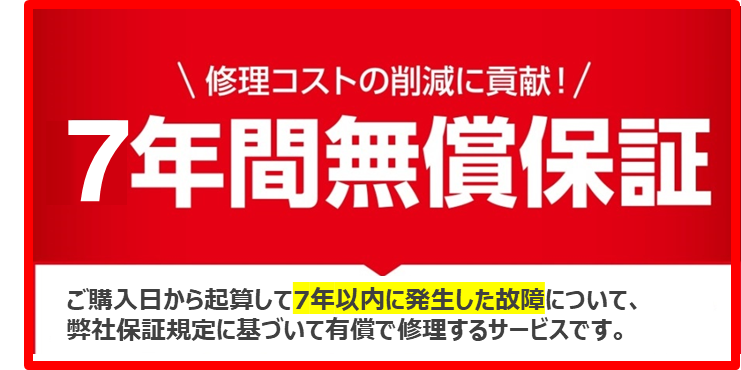 \ 修理コストの削減に貢献！ /
7年間無償保証
ご購入日から起算して7年以内に発生した故障について、
弊社保証規定に基づいて有償で修理するサービスです。